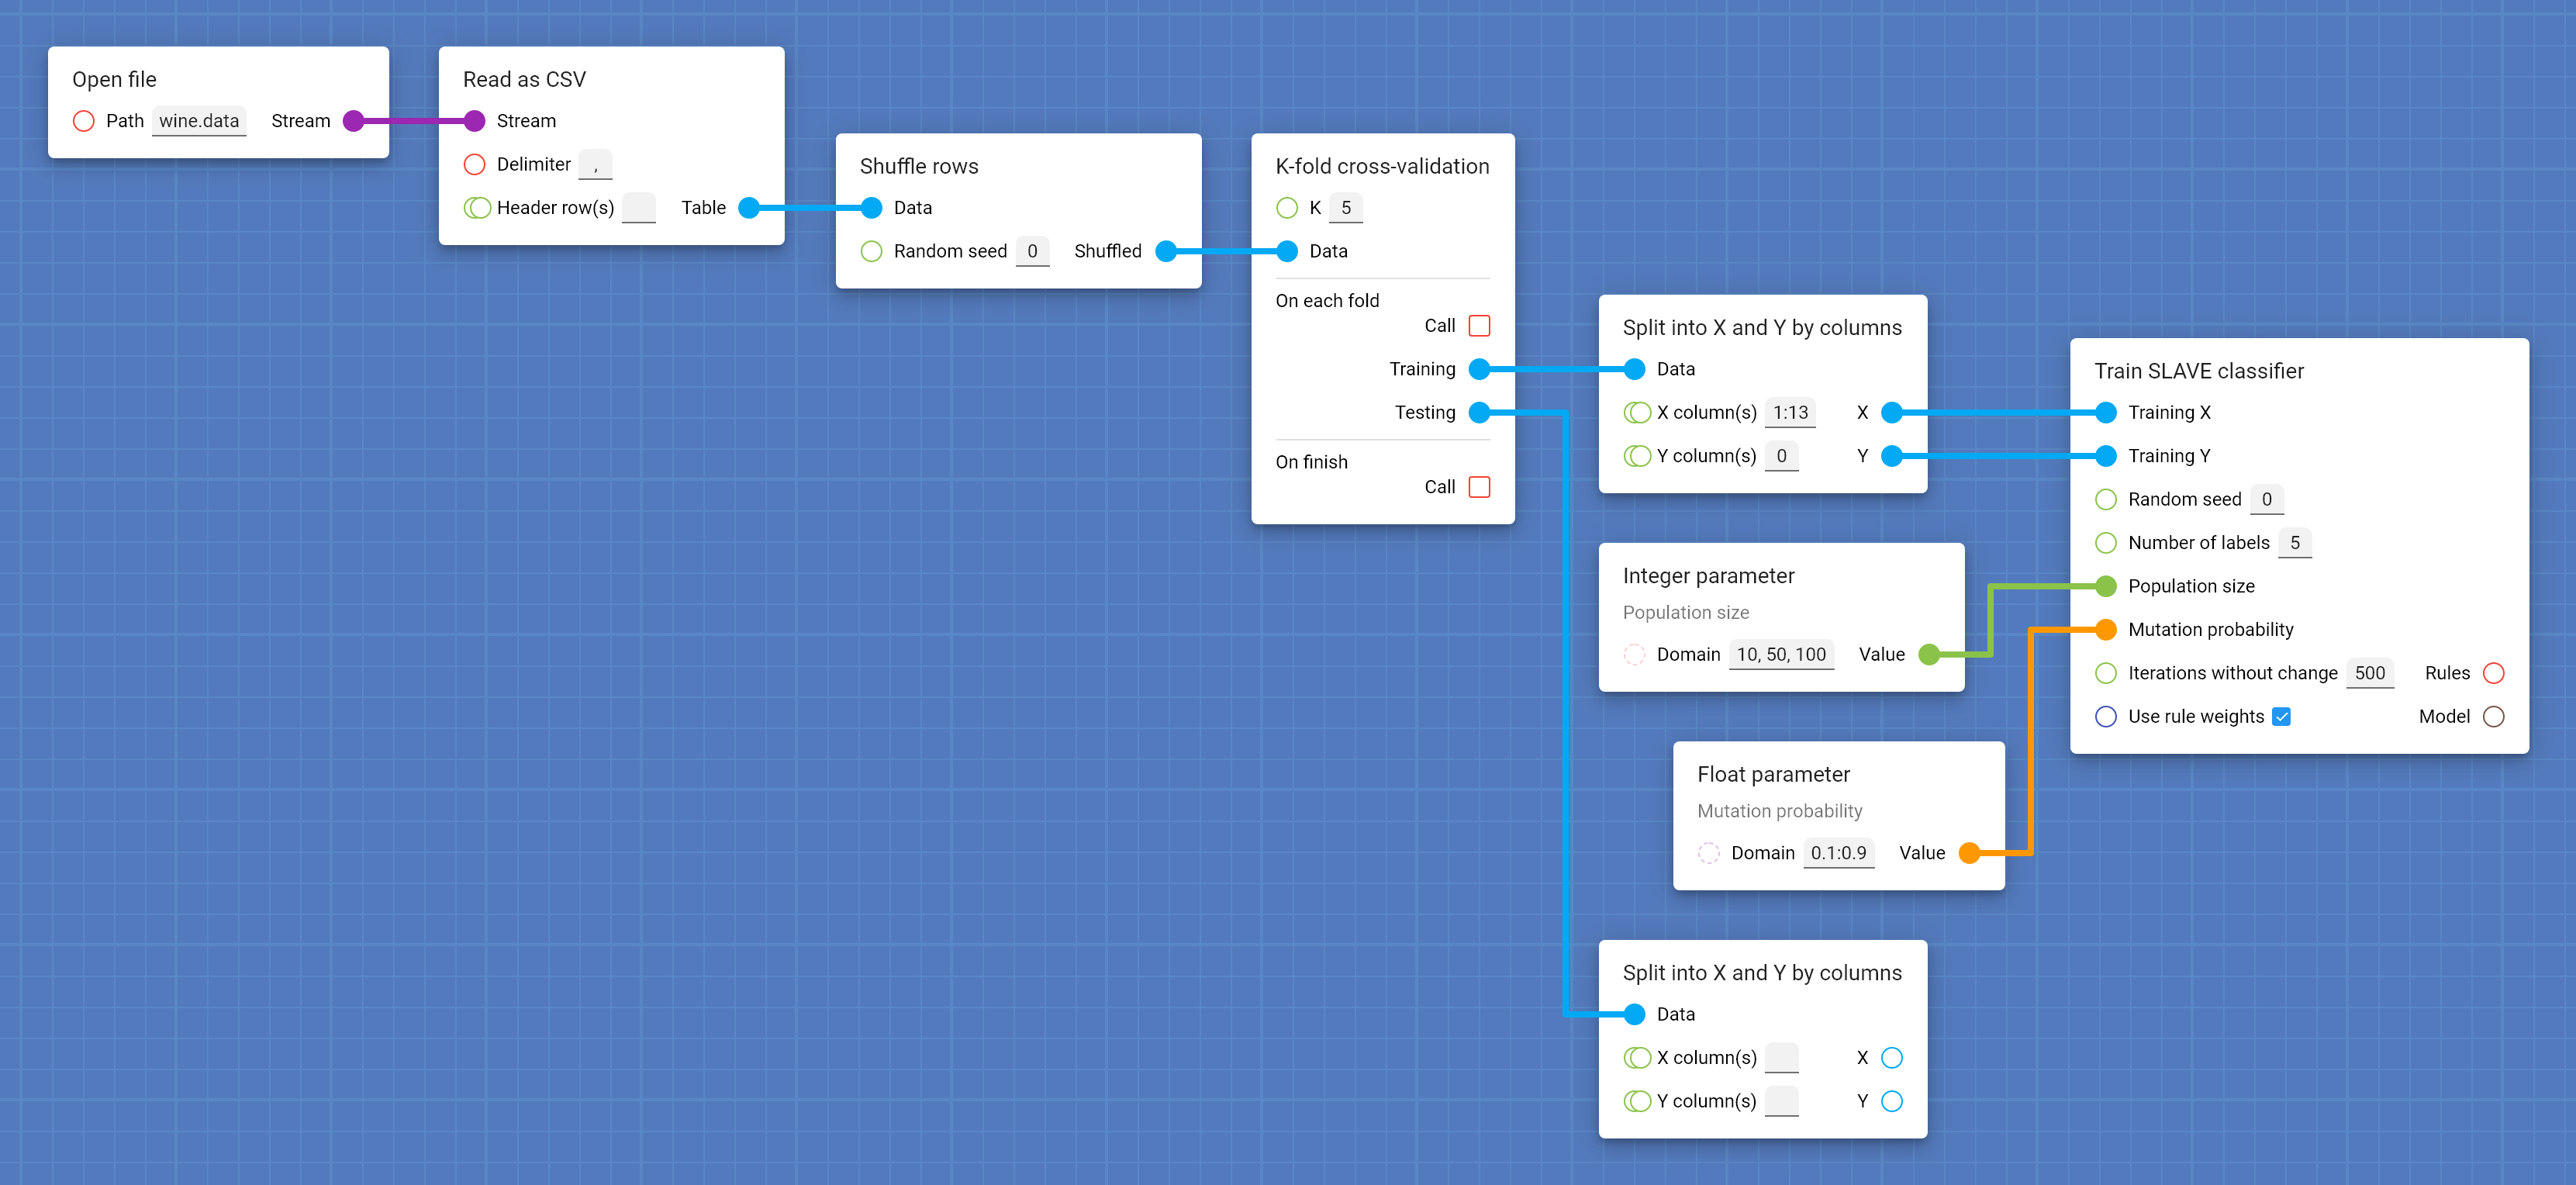 Open file
Path wine.data Stream
Read as CSV
Stream
Delimiter ,
Header row(s) Table
Shuffle rows
Data
Random seed 0 Shuffled
K-fold cross-validation
K 5
Data
On each fold
Call
Training
Testing
On finish
Call
Split into X and Y by columns
Data
X column(s) 1:13 X
Y column(s) 0 Y
Integer parameter
Population size
Domain 10, 50, 100 Value
Float parameter
Mutation probability
Domain 0.1:0.9 Value
Split into X and Y by columns
Data
X column(s) X
Y column(s) Y
Train SLAVE classifier
Training X
Training Y
Random seed 0
Number of labels 5
Population size
Mutation probability
Iterations without change 500 Rules
Use rule weights Model